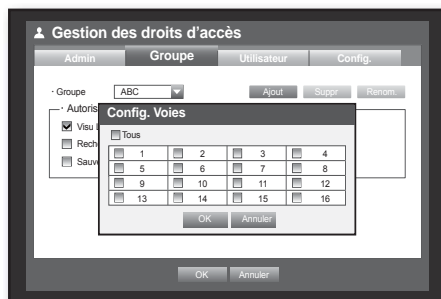 Gestion des droits d'accès
Admin Groupe Utilisateur Config.
· Groupe ABC Ajout Suppr Renom.
· Autoris
Config. Voies
Visu
Tous
1 2 3 4
5 6 7 8
9 10 11 12
13 14 15 16
OK Annuler
OK Annuler